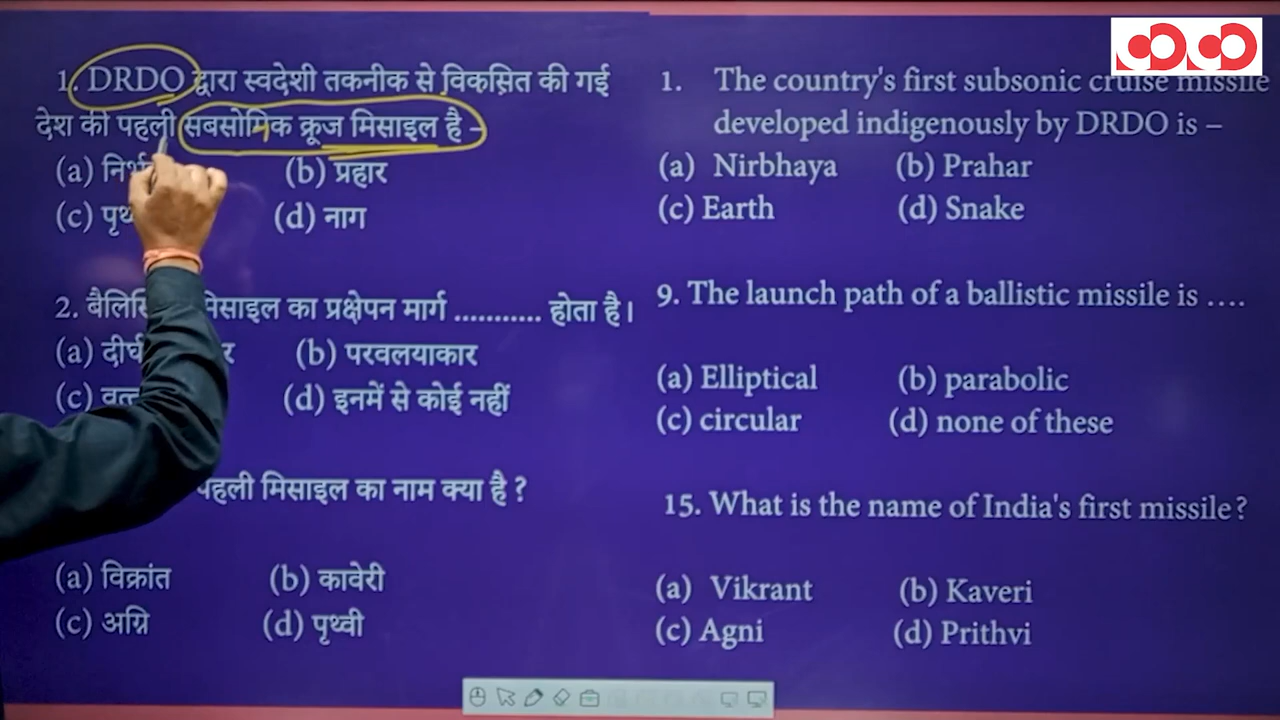 1. DRDO द्वारा स्वदेशी तकनीक से विकसित की गई
देश की पहली सबसोनिक क्रूज मिसाइल है –
(b) प्रहार
(c) (d) नाग
2. मिसाइल का प्रक्षेपन मार्ग ........... होता है।
(a) (b) परवलयाकार
(c) (d) इनमें से कोई नहीं
पहली मिसाइल का नाम क्या है ?
(a) विक्रांत (b) कावेरी
(c) अग्नि (d) पृथ्वी
1. The country's first subsonic cruise missile
developed indigenously by DRDO is –
(a) Nirbhaya (b) Prahar
(c) Earth (d) Snake
9. The launch path of a ballistic missile is ....
(a) Elliptical (b) parabolic
(c) circular (d) none of these
15. What is the name of India's first missile?
(a) Vikrant (b) Kaveri
(c) Agni (d) Prithvi